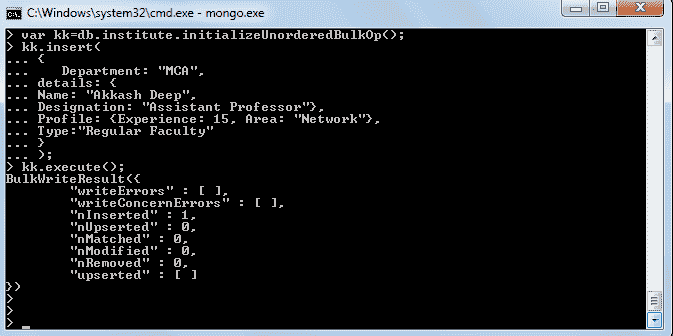 C:\Windows\system32\cmd.exe - mongo.exe
> var kk=db.institute.initializeUnorderedBulkOp();
> kk.insert(
... {
...    Department: "MCA",
... details: {
... Name: "Akkash Deep",
... Designation: "Assistant Professor"},
... Profile: {Experience: 15, Area: "Network"},
... Type:"Regular Faculty"
... }
... );
> kk.execute();
BulkWriteResult({
        "writeErrors" : [ ],
        "writeConcernErrors" : [ ],
        "nInserted" : 1,
        "nUpserted" : 0,
        "nMatched" : 0,
        "nModified" : 0,
        "nRemoved" : 0,
        "upserted" : [ ]
})
>
>
> _